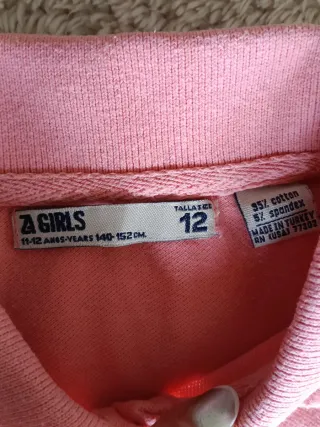 ZA GIRLS
11-12 AÑOS-YEARS 140-152 CM.
12
95% cotton
5% spandex
MADE IN TURKEY